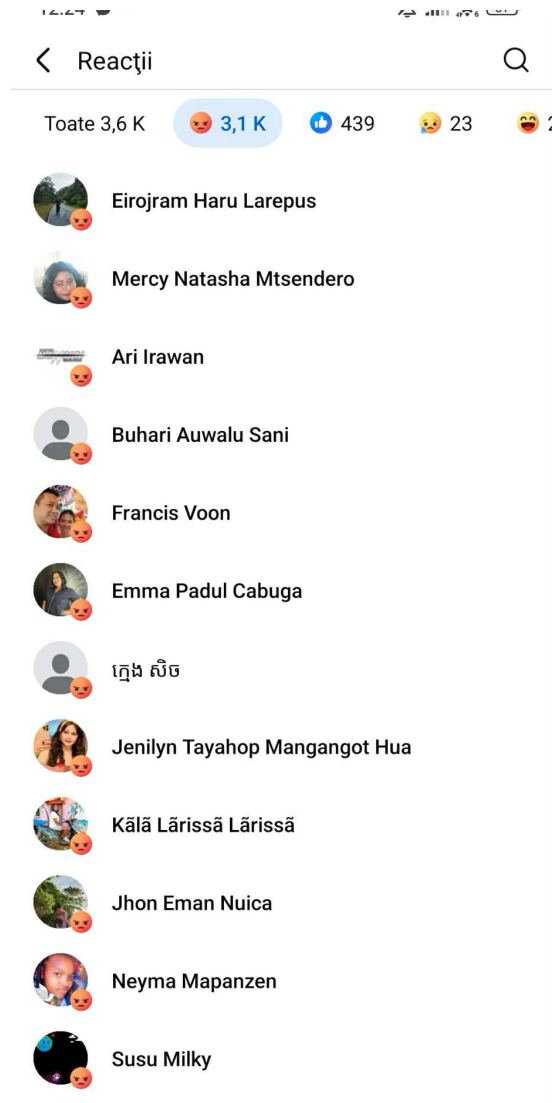 12:24
Reacţii
Toate 3,6 K 3,1 K 439 23
Eirojram Haru Larepus
Mercy Natasha Mtsendero
Ari Irawan
Buhari Auwalu Sani
Francis Voon
Emma Padul Cabuga
ក្មេង សិច
Jenilyn Tayahop Mangangot Hua
Kãlã Lãrissã Lãrissã
Jhon Eman Nuica
Neyma Mapanzen
Susu Milky